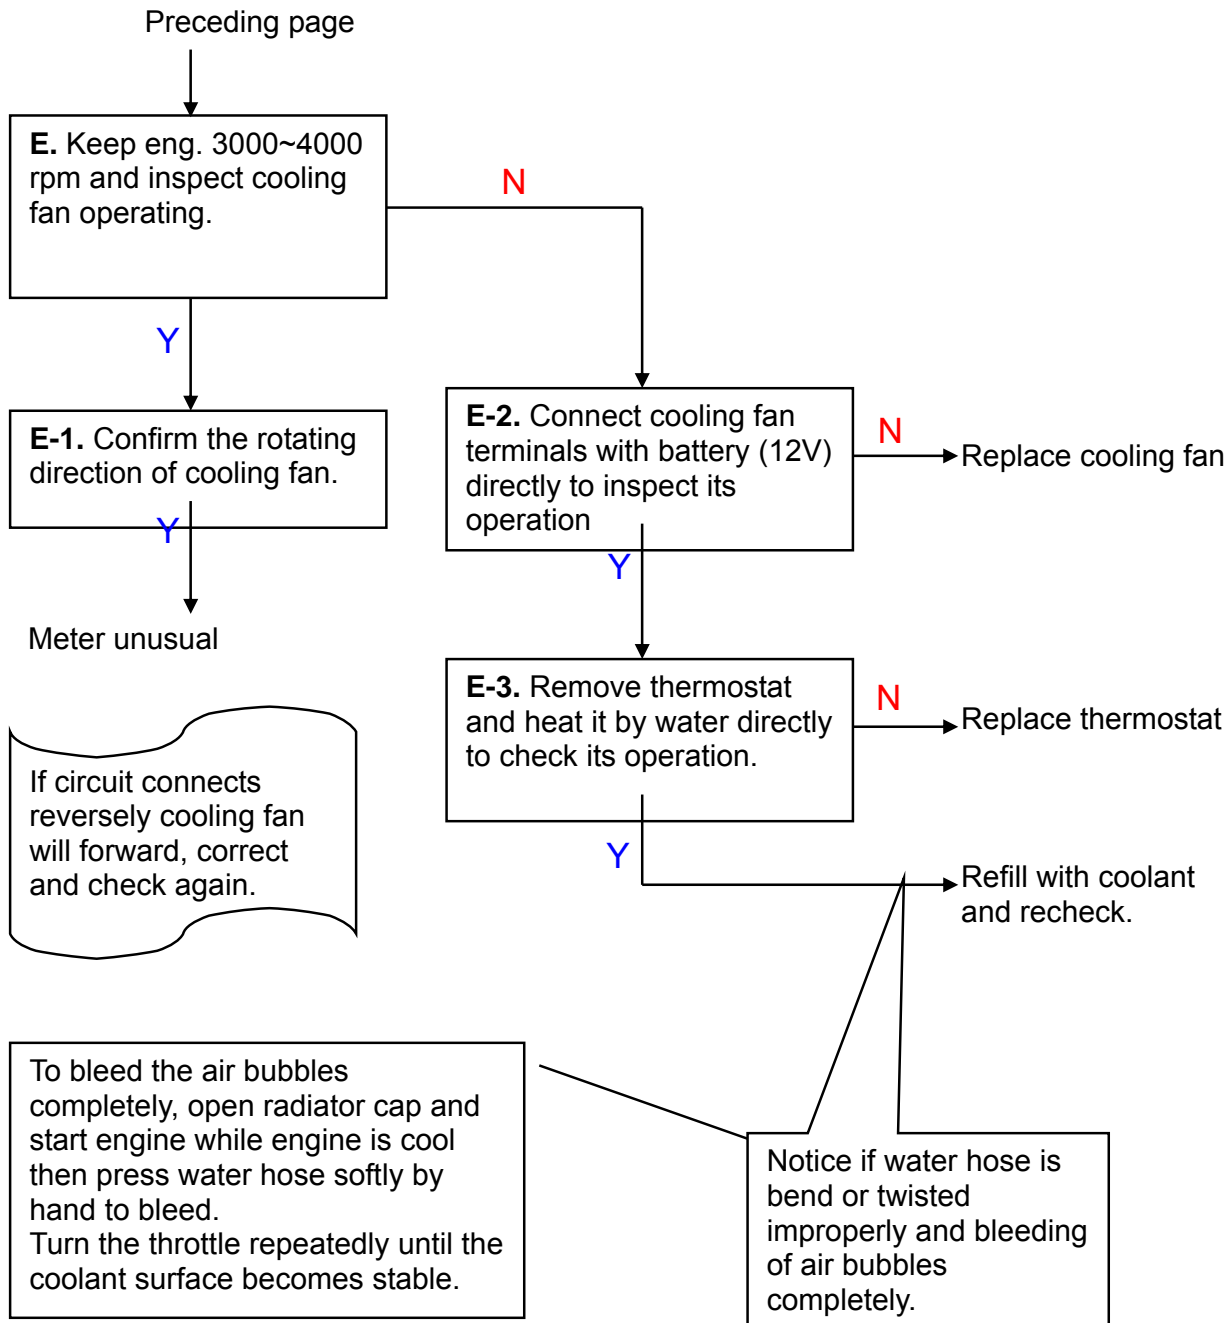 Preceding page
E. Keep eng. 3000~4000
rpm and inspect cooling
fan operating.
N
Y
E-1. Confirm the rotating
direction of cooling fan.
E-2. Connect cooling fan
terminals with battery (12V)
directly to inspect its
operation
N
Replace cooling fan
Y
Y
Meter unusual
E-3. Remove thermostat
and heat it by water directly
to check its operation.
N
Replace thermostat
If circuit connects
reversely cooling fan
will forward, correct
and check again.
Y
Refill with coolant
and recheck.
To bleed the air bubbles
completely, open radiator cap and
start engine while engine is cool
then press water hose softly by
hand to bleed.
Turn the throttle repeatedly until the
coolant surface becomes stable.
Notice if water hose is
bend or twisted
improperly and bleeding
of air bubbles
completely.